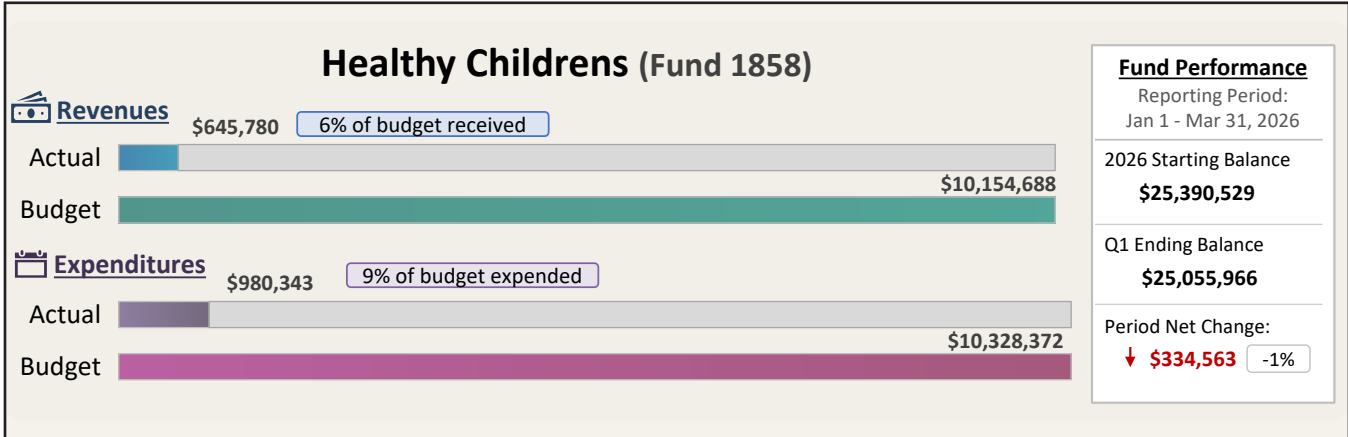 Healthy Childrens (Fund 1858)
Revenues
$645,780 6% of budget received
Actual
$10,154,688
Budget
Expenditures
$980,343 9% of budget expended
Actual
$10,328,372
Budget
Fund Performance
Reporting Period:
Jan 1 - Mar 31, 2026
2026 Starting Balance
$25,390,529
Q1 Ending Balance
$25,055,966
Period Net Change:
$334,563 -1%